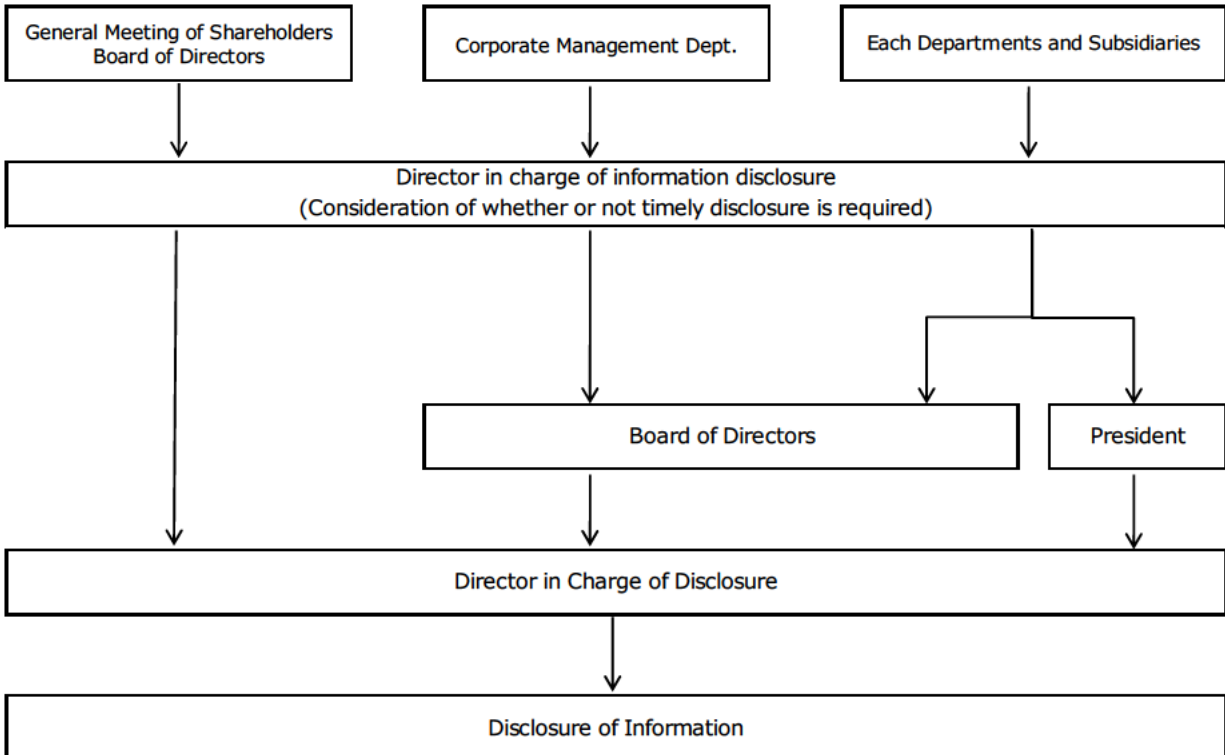 General Meeting of Shareholders
Board of Directors
Corporate Management Dept.
Each Departments and Subsidiaries
Director in charge of information disclosure
(Consideration of whether or not timely disclosure is required)
Board of Directors
President
Director in Charge of Disclosure
Disclosure of Information